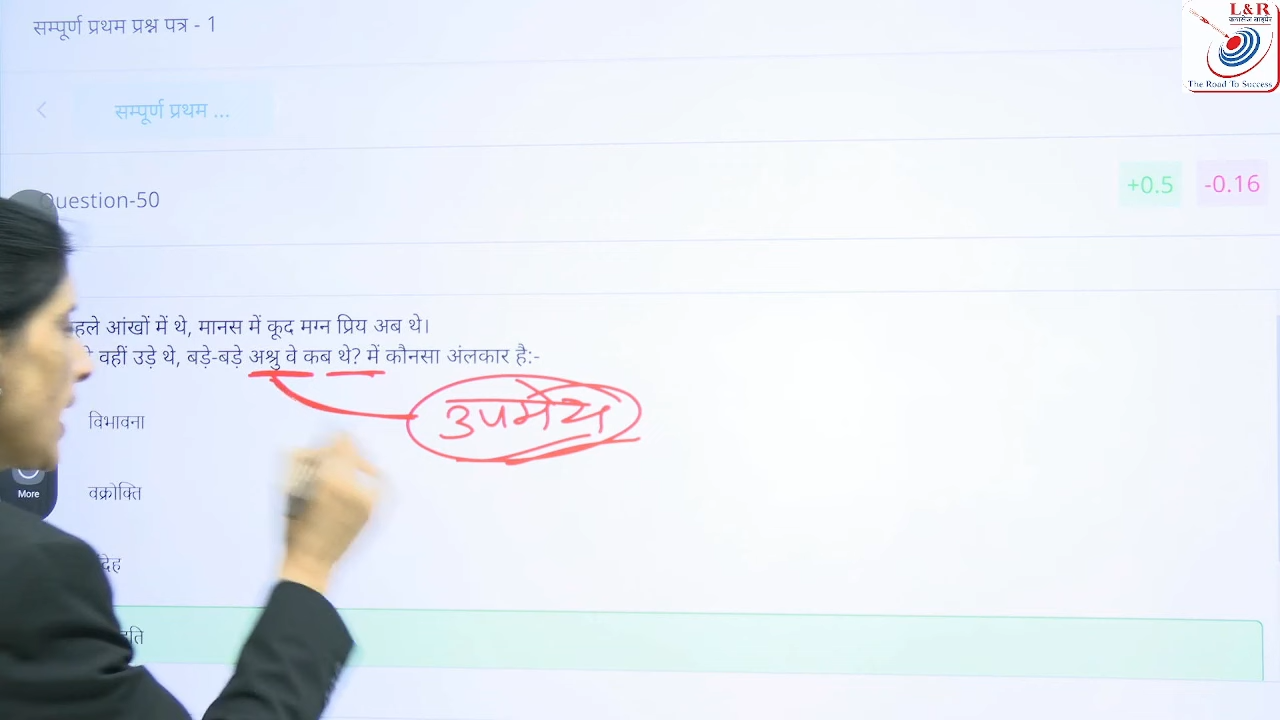 सम्पूर्ण प्रथम प्रश्न पत्र - 1
L&R
The Road To Success
सम्पूर्ण प्रथम ...
Question-50
+0.5 -0.16
आंखों में थे, मानस में कूद मग्न प्रिय अब थे।
वहीं उड़े थे, बड़े-बड़े अश्रु वे कब थे? में कौनसा अंलकार है:-
उपमेय
विभावना
वक्रोक्ति
More